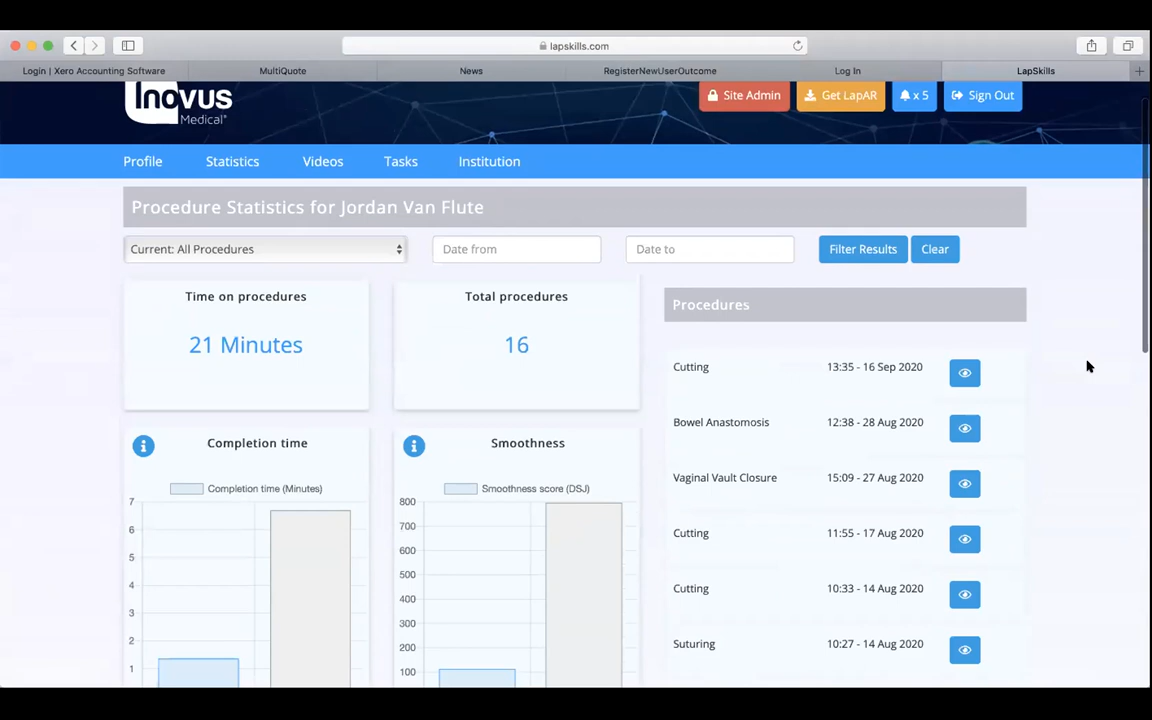 lapskills.com
Login | Xero Accounting Software
MultiQuote
News
RegisterNewUserOutcome
Log In
LapSkills
Inovus
Medical®
Site Admin
Get LapAR
x 5
Sign Out
Profile
Statistics
Videos
Tasks
Institution
Procedure Statistics for Jordan Van Flute
Current: All Procedures
Date from
Date to
Filter Results
Clear
Time on procedures
21 Minutes
Total procedures
16
Completion time
Completion time (Minutes)
7
6
5
4
3
2
1
Smoothness
Smoothness score (DSJ)
800
700
600
500
400
300
200
100
Procedures
Cutting 13:35 - 16 Sep 2020
Bowel Anastomosis 12:38 - 28 Aug 2020
Vaginal Vault Closure 15:09 - 27 Aug 2020
Cutting 11:55 - 17 Aug 2020
Cutting 10:33 - 14 Aug 2020
Suturing 10:27 - 14 Aug 2020